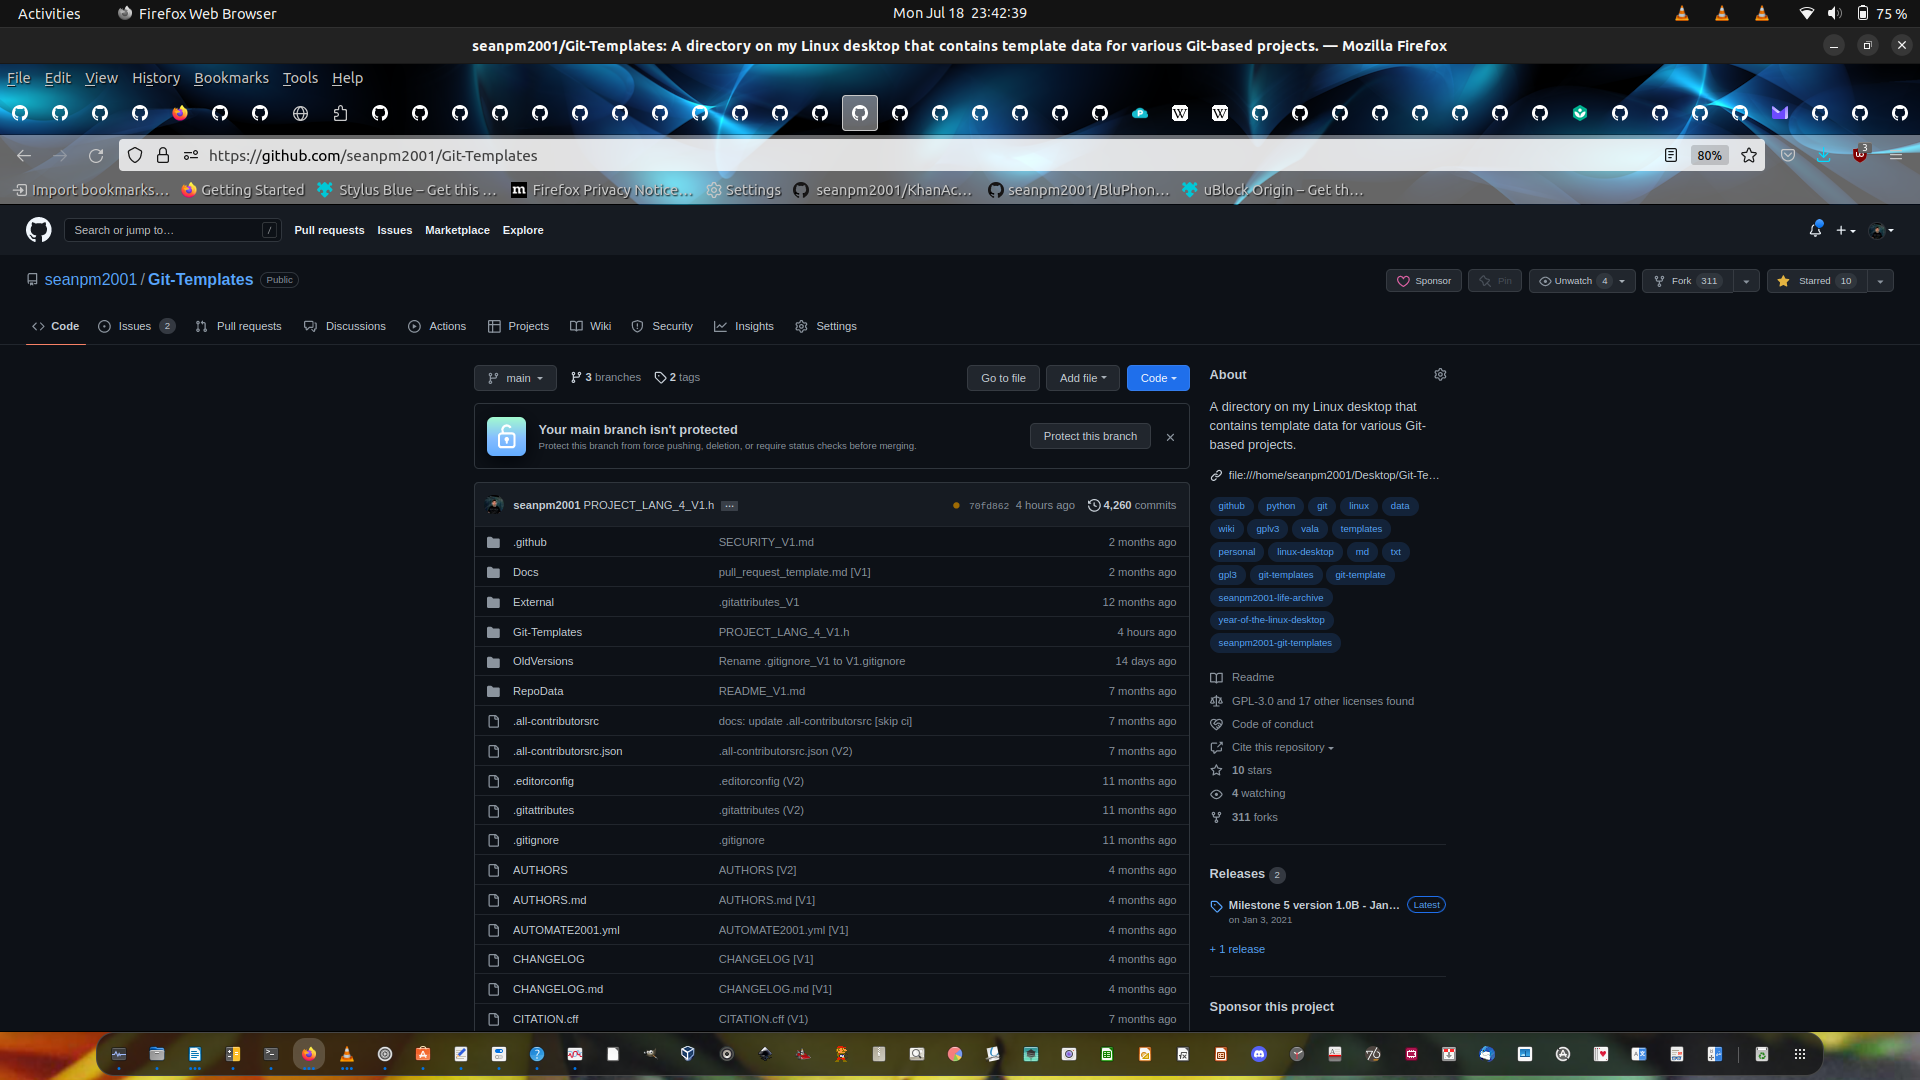 Activities Firefox Web Browser Mon Jul 18 23:42:39 75 %
seanpm2001/Git-Templates: A directory on my Linux desktop that contains template data for various Git-based projects. — Mozilla Firefox
File Edit View History Bookmarks Tools Help
https://github.com/seanpm2001/Git-Templates 80% 3
Import bookmarks… Getting Started Stylus Blue – Get this … Firefox Privacy Notice… Settings seanpm2001/KhanAc… seanpm2001/BluPhon… uBlock Origin – Get th…
Search or jump to… / Pull requests Issues Marketplace Explore
seanpm2001 / Git-Templates Public Sponsor Pin Unwatch 4 Fork 311 Starred 10
Code Issues 2 Pull requests Discussions Actions Projects Wiki Security Insights Settings
main 3 branches 2 tags Go to file Add file Code
Your main branch isn't protected
Protect this branch from force pushing, deletion, or require status checks before merging.
Protect this branch
seanpm2001 PROJECT_LANG_4_V1.h … 70fd862 4 hours ago 4,260 commits
.github SECURITY_V1.md 2 months ago
Docs pull_request_template.md [V1] 2 months ago
External .gitattributes_V1 12 months ago
Git-Templates PROJECT_LANG_4_V1.h 4 hours ago
OldVersions Rename .gitignore_V1 to V1.gitignore 14 days ago
RepoData README_V1.md 7 months ago
.all-contributorsrc docs: update .all-contributorsrc [skip ci] 7 months ago
.all-contributorsrc.json .all-contributorsrc.json (V2) 7 months ago
.editorconfig .editorconfig (V2) 11 months ago
.gitattributes .gitattributes (V2) 11 months ago
.gitignore .gitignore 11 months ago
AUTHORS AUTHORS [V2] 4 months ago
AUTHORS.md AUTHORS.md [V1] 4 months ago
AUTOMATE2001.yml AUTOMATE2001.yml [V1] 4 months ago
CHANGELOG CHANGELOG [V1] 4 months ago
CHANGELOG.md CHANGELOG.md [V1] 4 months ago
CITATION.cff CITATION.cff (V1) 7 months ago
About
A directory on my Linux desktop that
contains template data for various Git-
based projects.
file:///home/seanpm2001/Desktop/Git-Te…
github python git linux data
wiki gplv3 vala templates
personal linux-desktop md txt
gpl3 git-templates git-template
seanpm2001-life-archive
year-of-the-linux-desktop
seanpm2001-git-templates
Readme
GPL-3.0 and 17 other licenses found
Code of conduct
Cite this repository
10 stars
4 watching
311 forks
Releases 2
Milestone 5 version 1.0B - Jan… Latest
on Jan 3, 2021
+ 1 release
Sponsor this project